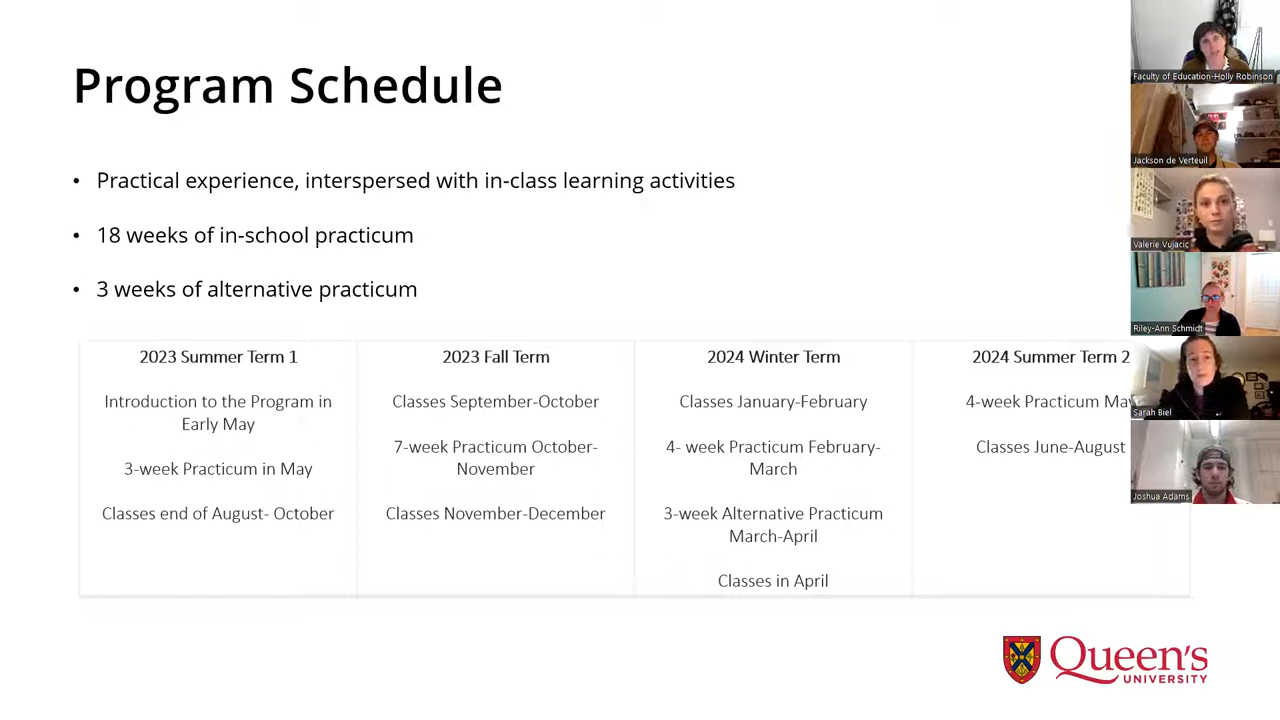 Program Schedule
• Practical experience, interspersed with in-class learning activities
• 18 weeks of in-school practicum
• 3 weeks of alternative practicum
2023 Summer Term 1
Introduction to the Program in
Early May
3-week Practicum in May
Classes end of August- October
2023 Fall Term
Classes September-October
7-week Practicum October-
November
Classes November-December
2024 Winter Term
Classes January-February
4- week Practicum February-
March
3-week Alternative Practicum
March-April
Classes in April
2024 Summer Term 2
4-week Practicum May
Classes June-August
Faculty of Education-Holly Robinson
Jackson de Verteuil
Valerie Vujacic
Riley-Ann Schmidt
Sarah Biel
Joshua Adams
Queen's
UNIVERSITY